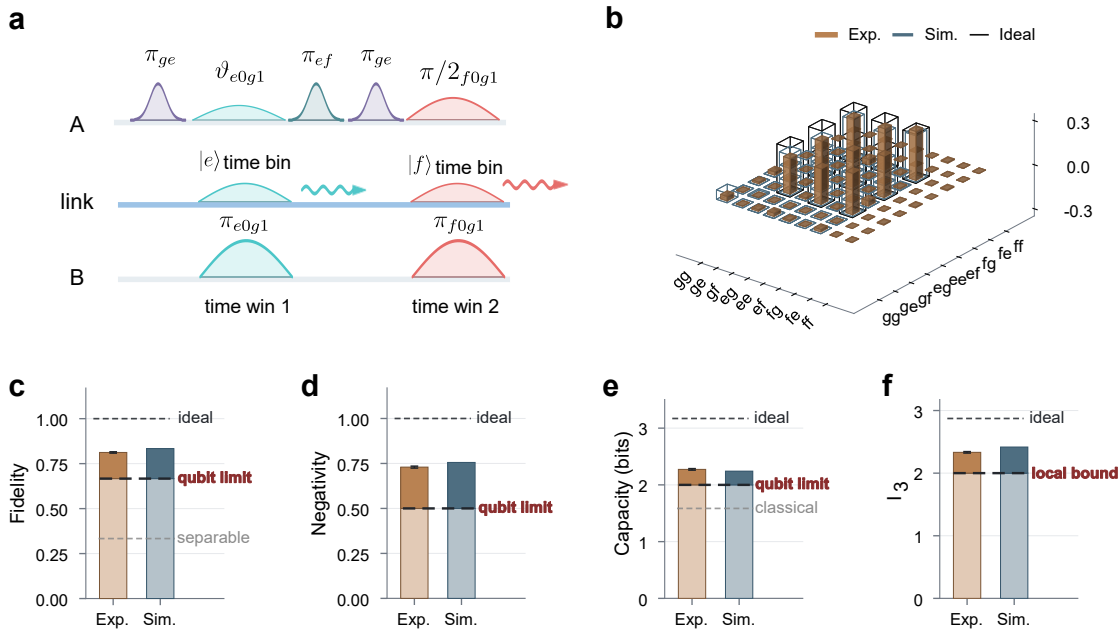 a
π_ge
ϑ_e0g1
π_ef
π_ge
π/2_f0g1
A
|e⟩ time bin
|f⟩ time bin
link
π_e0g1
π_f0g1
B
time win 1
time win 2
b
Exp.
Sim.
Ideal
0.3
0.0
-0.3
gg
ge
gf
eg
ee
ef
fg
fe
ff
gg
ge
gf
eg
ee
ef
fg
fe
ff
c
Fidelity
1.00
0.75
0.50
0.25
0.00
ideal
qubit limit
separable
Exp.
Sim.
d
Negativity
1.00
0.75
0.50
0.25
0.00
ideal
qubit limit
Exp.
Sim.
e
Capacity (bits)
3
2
1
0
ideal
qubit limit
classical
Exp.
Sim.
f
I_3
3
2
1
0
ideal
local bound
Exp.
Sim.